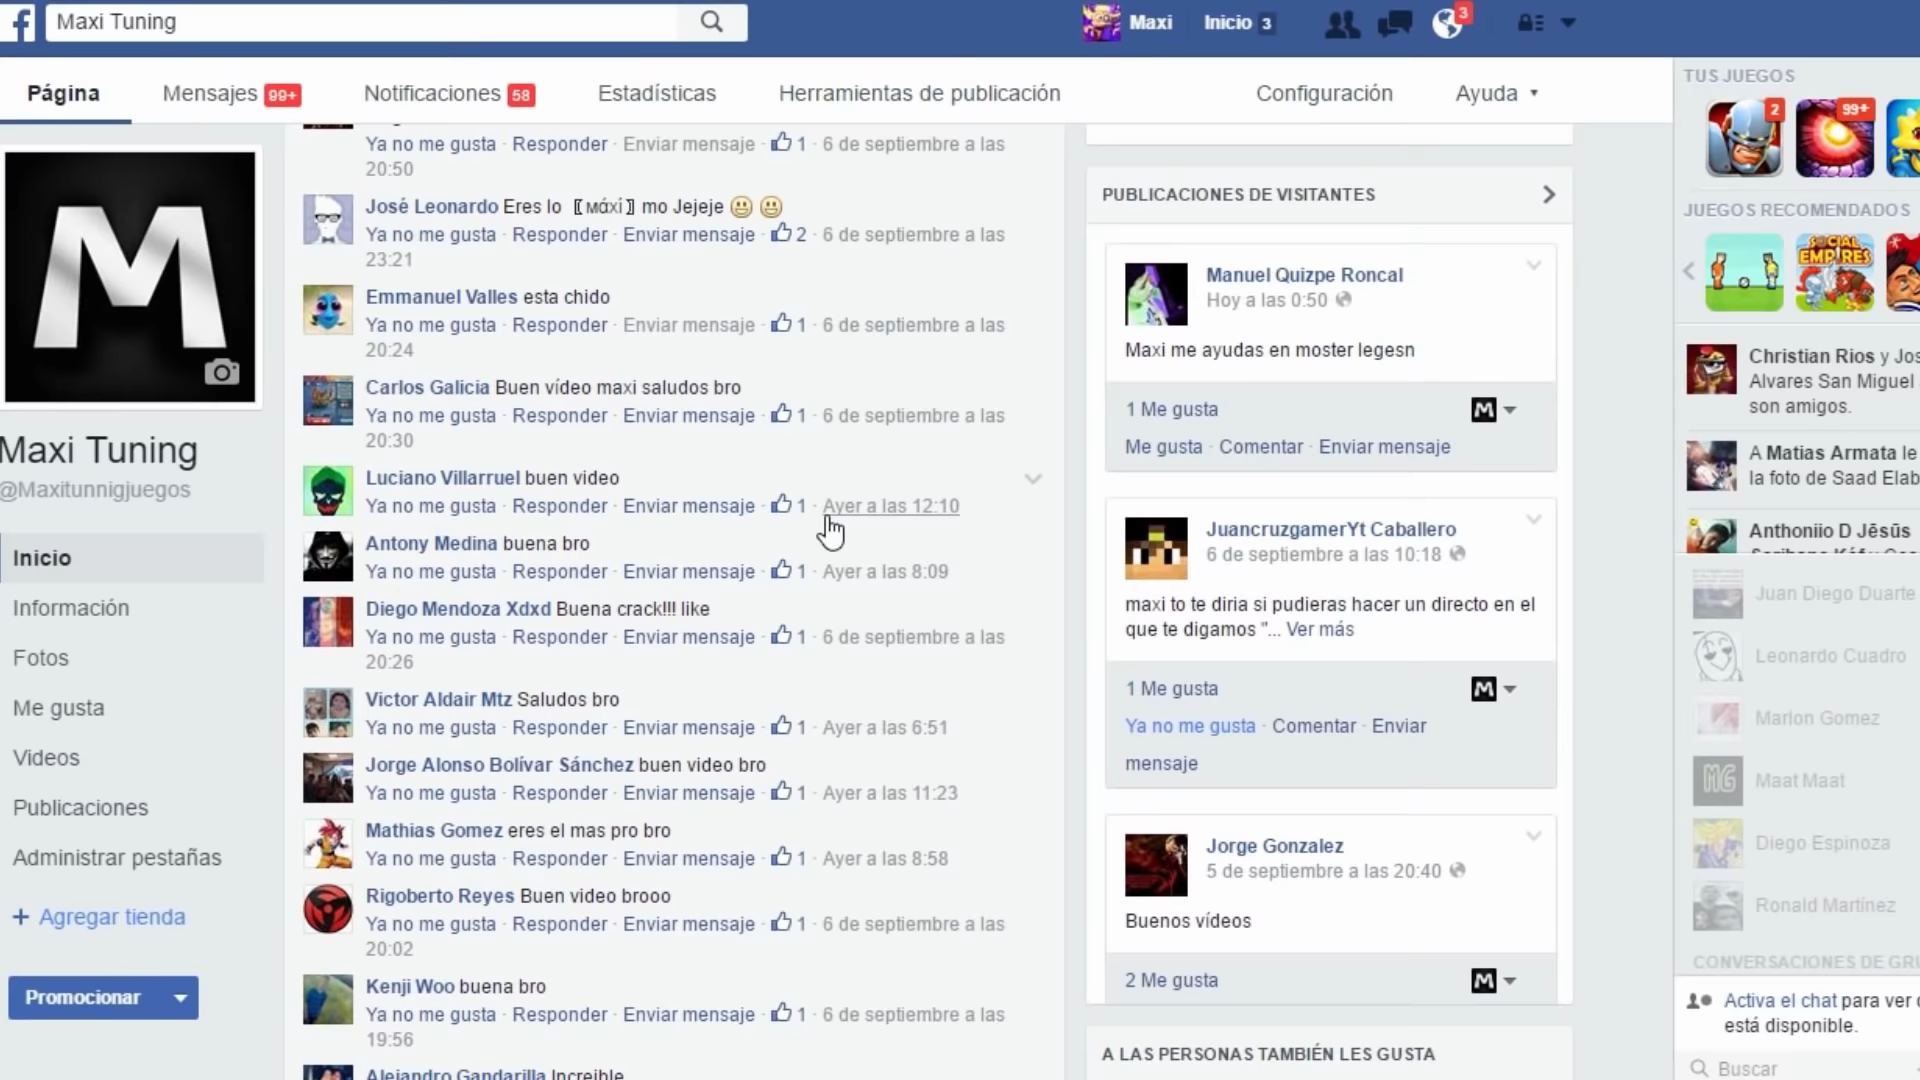 Maxi Tuning
Maxi
Inicio 3
3
Página
Mensajes 99+
Notificaciones 58
Estadísticas
Herramientas de publicación
Configuración
Ayuda
M
Maxi Tuning
@Maxitunnigjuegos
Inicio
Información
Fotos
Me gusta
Videos
Publicaciones
Administrar pestañas
+ Agregar tienda
Promocionar
Ya no me gusta · Responder · Enviar mensaje · 1 · 6 de septiembre a las
20:50
José Leonardo Eres lo 〖мάxí〗mo Jejeje
Ya no me gusta · Responder · Enviar mensaje · 2 · 6 de septiembre a las
23:21
Emmanuel Valles esta chido
Ya no me gusta · Responder · Enviar mensaje · 1 · 6 de septiembre a las
20:24
Carlos Galicia Buen vídeo maxi saludos bro
Ya no me gusta · Responder · Enviar mensaje · 1 · 6 de septiembre a las
20:30
Luciano Villarruel buen video
Ya no me gusta · Responder · Enviar mensaje · 1 · Ayer a las 12:10
Antony Medina buena bro
Ya no me gusta · Responder · Enviar mensaje · 1 · Ayer a las 8:09
Diego Mendoza Xdxd Buena crack!!! like
Ya no me gusta · Responder · Enviar mensaje · 1 · 6 de septiembre a las
20:26
Victor Aldair Mtz Saludos bro
Ya no me gusta · Responder · Enviar mensaje · 1 · Ayer a las 6:51
Jorge Alonso Bolívar Sánchez buen video bro
Ya no me gusta · Responder · Enviar mensaje · 1 · Ayer a las 11:23
Mathias Gomez eres el mas pro bro
Ya no me gusta · Responder · Enviar mensaje · 1 · Ayer a las 8:58
Rigoberto Reyes Buen video brooo
Ya no me gusta · Responder · Enviar mensaje · 1 · 6 de septiembre a las
20:02
Kenji Woo buena bro
Ya no me gusta · Responder · Enviar mensaje · 1 · 6 de septiembre a las
19:56
Alejandro Gandarilla Increible
PUBLICACIONES DE VISITANTES
Manuel Quizpe Roncal
Hoy a las 0:50
Maxi me ayudas en moster legesn
1 Me gusta
M
Me gusta · Comentar · Enviar mensaje
JuancruzgamerYt Caballero
6 de septiembre a las 10:18
maxi to te diria si pudieras hacer un directo en el
que te digamos "... Ver más
1 Me gusta
M
Ya no me gusta · Comentar · Enviar
mensaje
Jorge Gonzalez
5 de septiembre a las 20:40
Buenos vídeos
2 Me gusta
M
A LAS PERSONAS TAMBIÉN LES GUSTA
TUS JUEGOS
2
99+
JUEGOS RECOMENDADOS
SOCIAL
EMPIRES
Christian Rios y Jos
Alvares San Miguel
son amigos.
A Matias Armata le
la foto de Saad Elab
Anthoniio D Jēsūs
Juan Diego Duarte
Leonardo Cuadro
Marlon Gomez
MG
Maat Maat
Diego Espinoza
Ronald Martínez
CONVERSACIONES DE GRU
Activa el chat para ver
está disponible.
Buscar